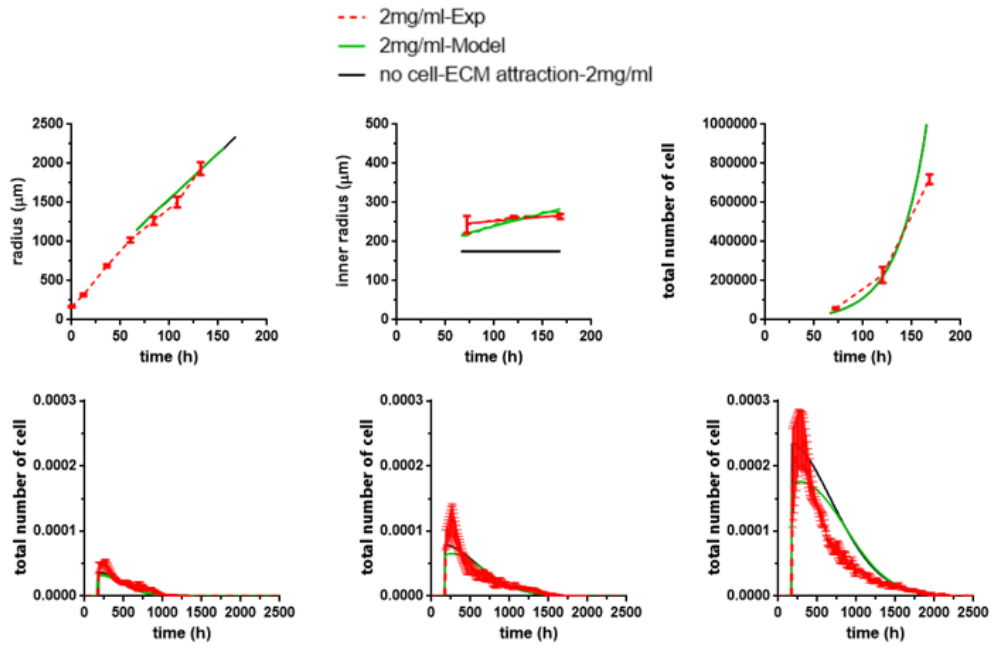 2mg/ml-Exp
2mg/ml-Model
no cell-ECM attraction-2mg/ml
2500
2000
1500
1000
500
0
radius (μm)
0 50 100 150 200
time (h)
500
400
300
200
100
0
inner radius (μm)
0 50 100 150 200
time (h)
1000000
800000
600000
400000
200000
0
total number of cell
0 50 100 150 200
time (h)
0.0003
0.0002
0.0001
0.0000
total number of cell
0 500 1000 1500 2000 2500
time (h)
0.0003
0.0002
0.0001
0.0000
total number of cell
0 500 1000 1500 2000 2500
time (h)
0.0003
0.0002
0.0001
0.0000
total number of cell
0 500 1000 1500 2000 2500
time (h)